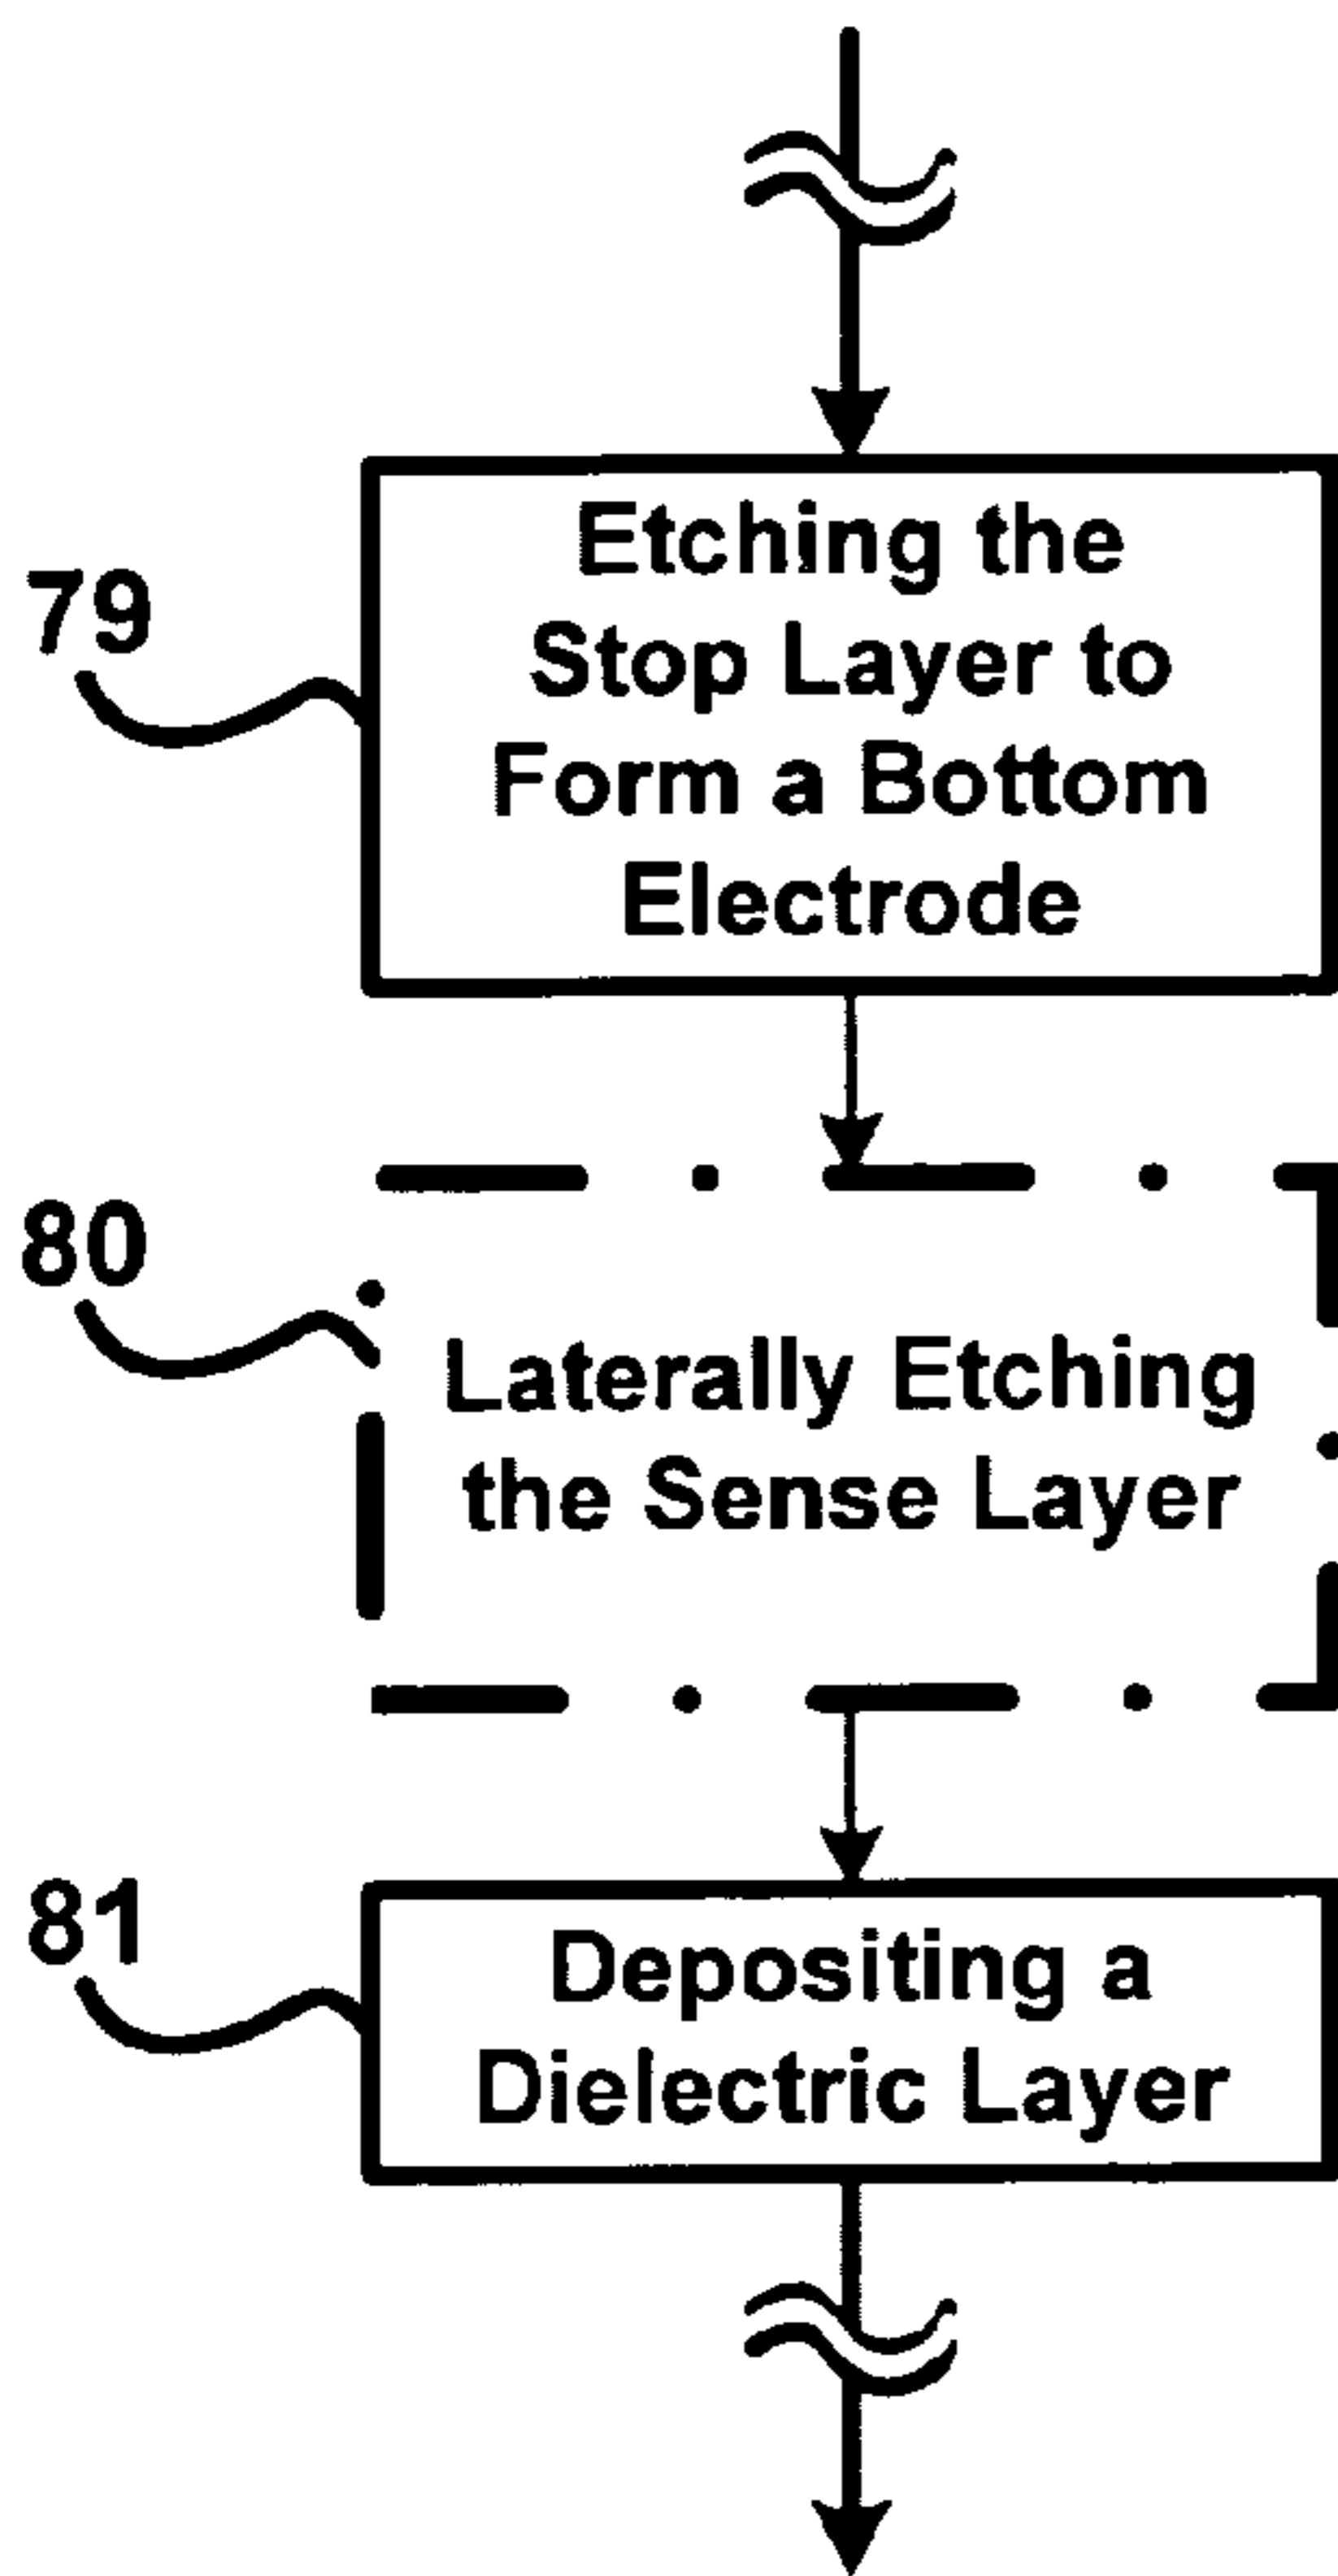 79
Etching the
Stop Layer to
Form a Bottom
Electrode
80
Laterally Etching
the Sense Layer
81
Depositing a
Dielectric Layer